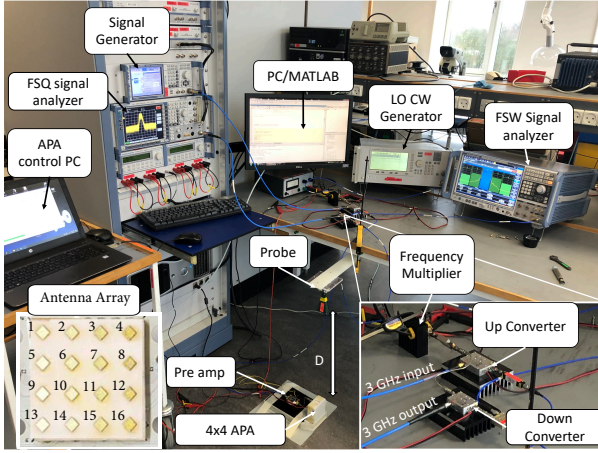 Signal
Generator
FSQ signal
analyzer
APA
control PC
PC/MATLAB
LO CW
Generator
FSW Signal
analyzer
Probe
Frequency
Multiplier
Antenna Array
1 2 3 4
5 6 7 8
9 10 11 12
13 14 15 16
D
Pre amp
4x4 APA
Up Converter
3 GHz input
3 GHz output
Down
Converter